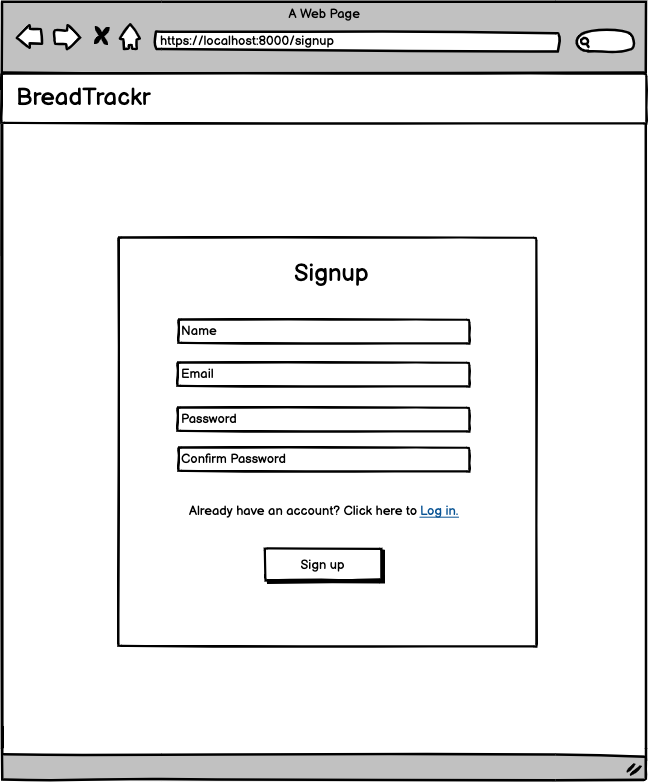 A Web Page
https://localhost:8000/signup
BreadTrackr
Signup
Name
Email
Password
Confirm Password
Already have an account? Click here to Log in.
Sign up